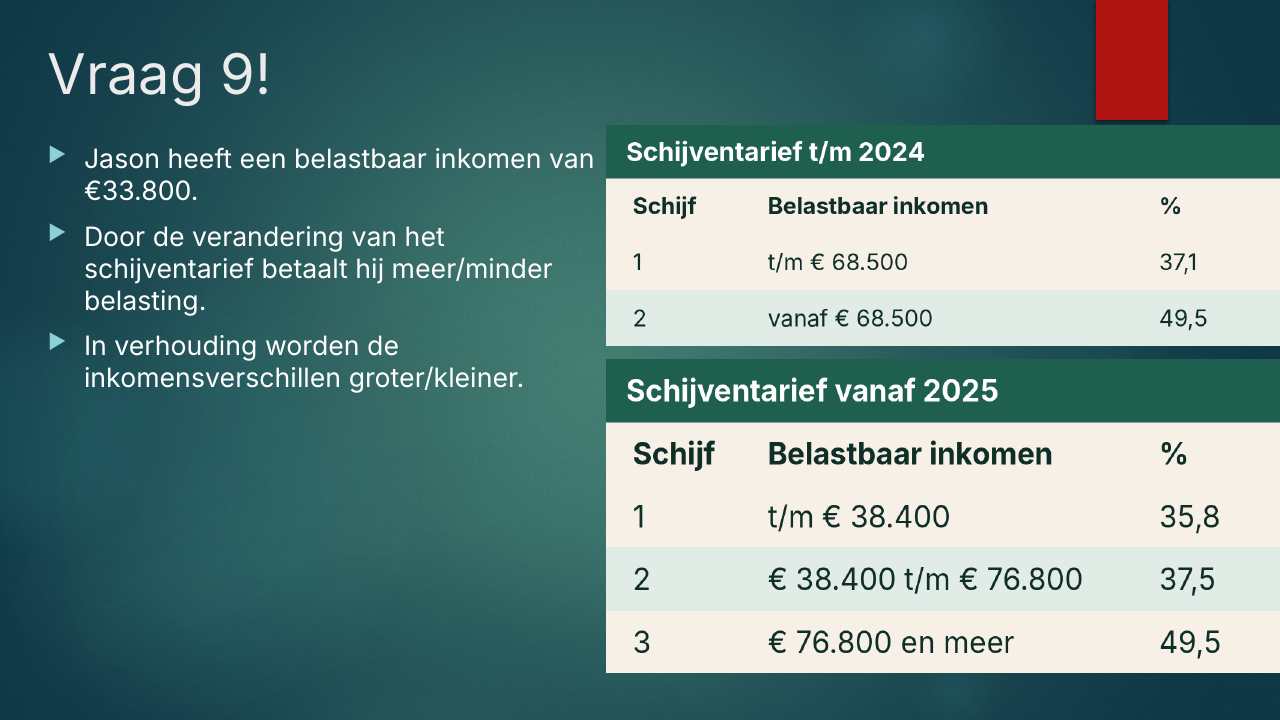 Vraag 9!
Jason heeft een belastbaar inkomen van
€33.800.
Door de verandering van het
schijventarief betaalt hij meer/minder
belasting.
In verhouding worden de
inkomensverschillen groter/kleiner.
Schijventarief t/m 2024
Schijf Belastbaar inkomen %
1 t/m € 68.500 37,1
2 vanaf € 68.500 49,5
Schijventarief vanaf 2025
Schijf Belastbaar inkomen %
1 t/m € 38.400 35,8
2 € 38.400 t/m € 76.800 37,5
3 € 76.800 en meer 49,5